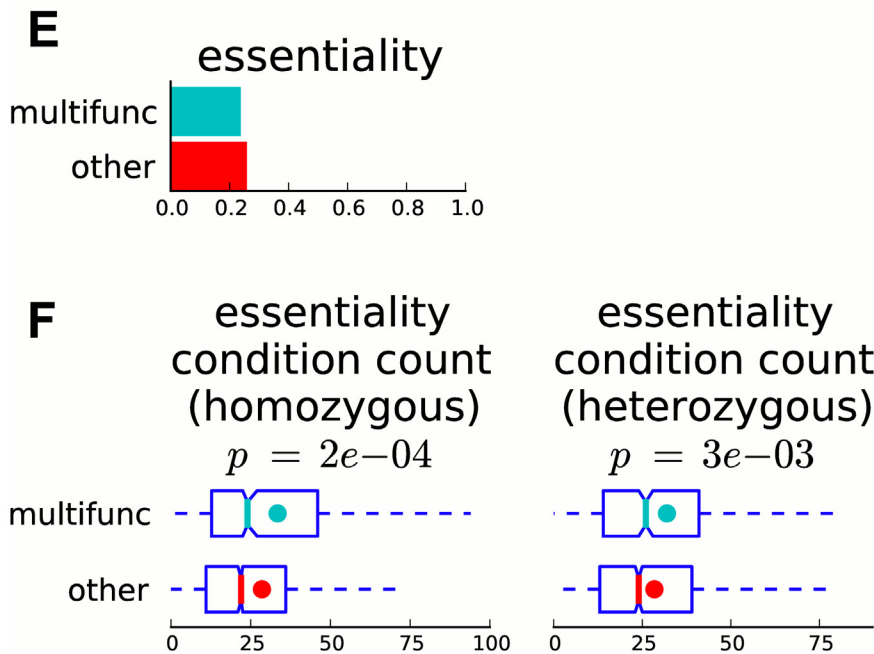 E
essentiality
multifunc
other
0.0 0.2 0.4 0.6 0.8 1.0
F
essentiality condition count (homozygous)
p = 2e−04
essentiality condition count (heterozygous)
p = 3e−03
multifunc
other
0 25 50 75 100
0 25 50 75